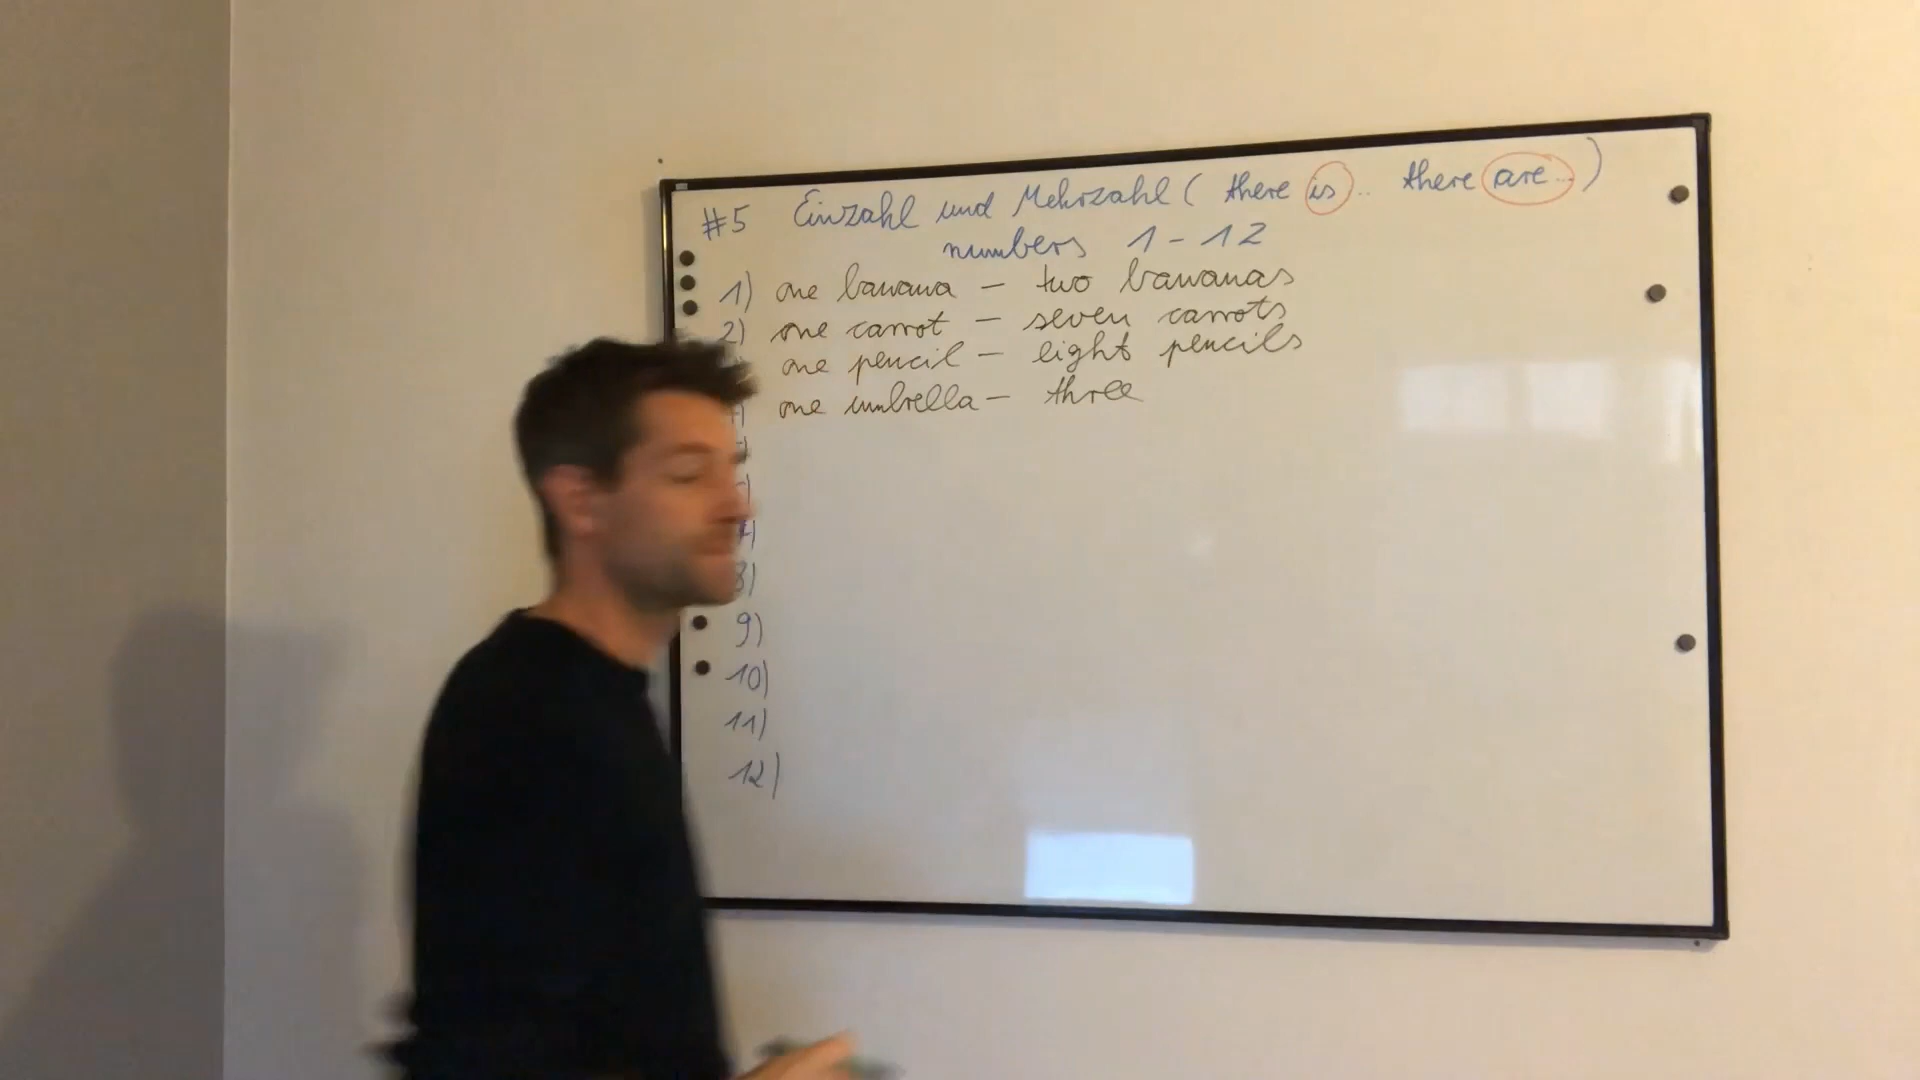 #5 Einzahl und Mehrzahl ( there is .. there are ... )
numbers 1 - 12
1) one banana - two bananas
2) one carrot - seven carrots
one pencil - eight pencils
one umbrella - three
8)
9)
10)
11)
12)